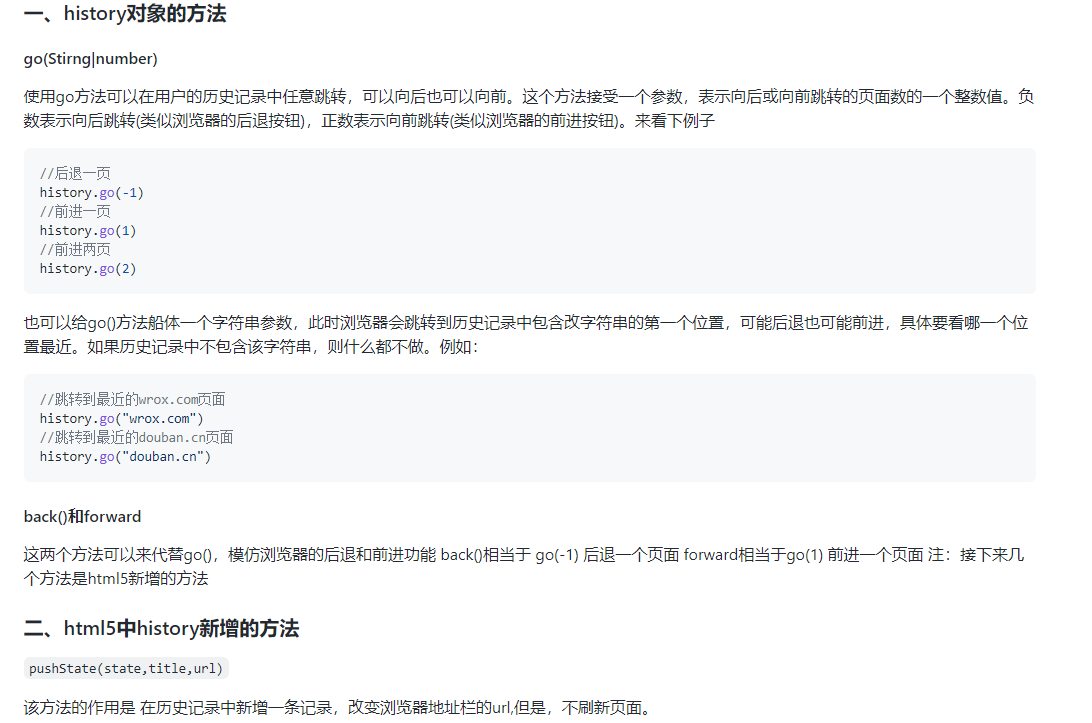 一、history对象的方法
go(Stirng|number)
使用go方法可以在用户的历史记录中任意跳转，可以向后也可以向前。这个方法接受一个参数，表示向后或向前跳转的页面数的一个整数值。负
数表示向后跳转(类似浏览器的后退按钮)，正数表示向前跳转(类似浏览器的前进按钮)。来看下例子
//后退一页
history.go(-1)
//前进一页
history.go(1)
//前进两页
history.go(2)
也可以给go()方法船体一个字符串参数，此时浏览器会跳转到历史记录中包含改字符串的第一个位置，可能后退也可能前进，具体要看哪一个位
置最近。如果历史记录中不包含该字符串，则什么都不做。例如：
//跳转到最近的wrox.com页面
history.go("wrox.com")
//跳转到最近的douban.cn页面
history.go("douban.cn")
back()和forward
这两个方法可以来代替go()，模仿浏览器的后退和前进功能 back()相当于 go(-1) 后退一个页面 forward相当于go(1) 前进一个页面 注：接下来几
个方法是html5新增的方法
二、html5中history新增的方法
pushState(state,title,url)
该方法的作用是 在历史记录中新增一条记录，改变浏览器地址栏的url,但是，不刷新页面。